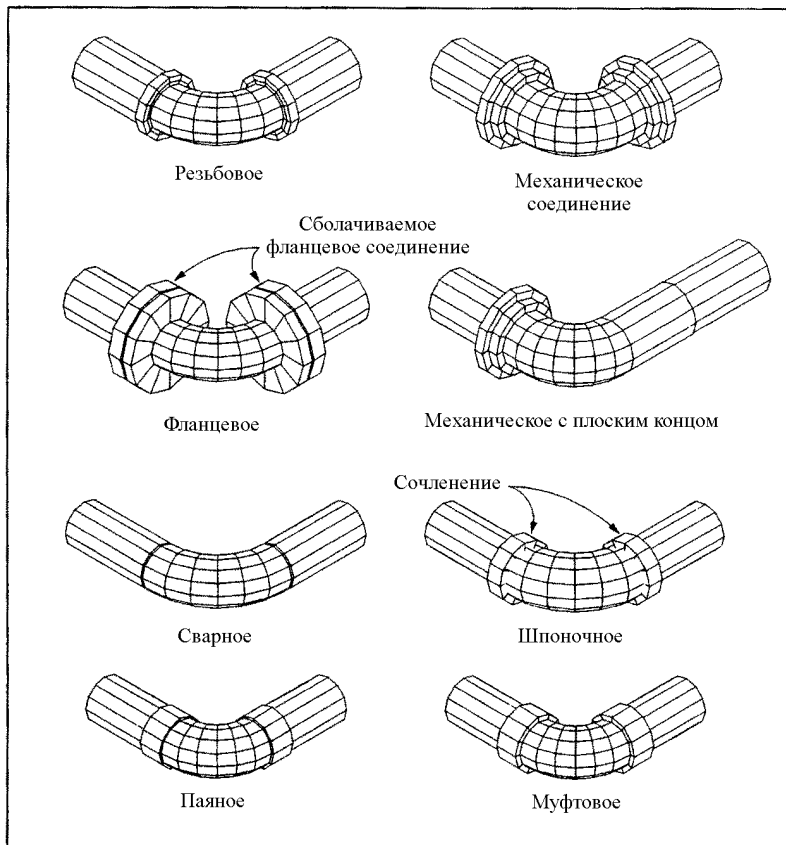 Резьбовое
Механическое
соединение
Сболачиваемое
фланцевое соединение
Фланцевое
Механическое с плоским концом
Сочленение
Сварное
Шпоночное
Паяное
Муфтовое